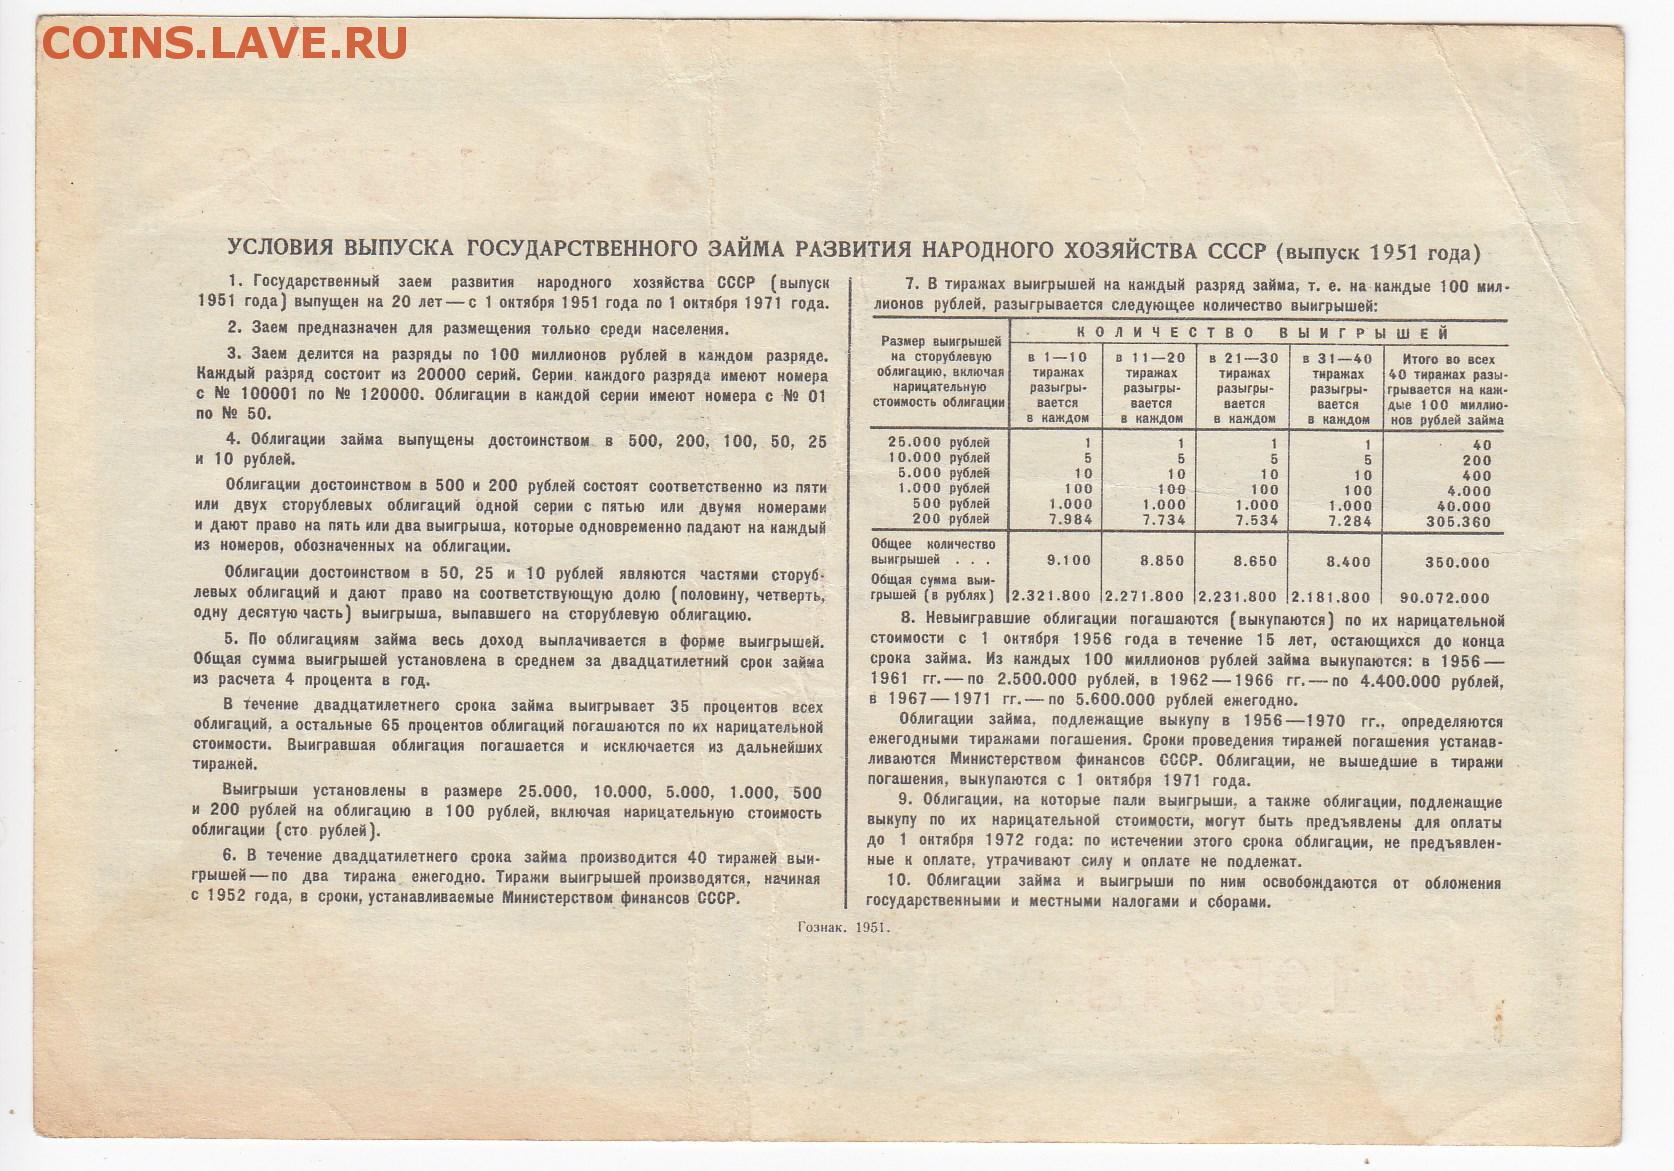 COINS.LAVE.RU
УСЛОВИЯ ВЫПУСКА ГОСУДАРСТВЕННОГО ЗАЙМА РАЗВИТИЯ НАРОДНОГО ХОЗЯЙСТВА СССР (выпуск 1951 года)
1. Государственный заем развития народного хозяйства СССР (выпуск
1951 года) выпущен на 20 лет — с 1 октября 1951 года по 1 октября 1971 года.
2. Заем предназначен для размещения только среди населения.
3. Заем делится на разряды по 100 миллионов рублей в каждом разряде.
Каждый разряд состоит из 20000 серий. Серии каждого разряда имеют номера
с № 100001 по № 120000. Облигации в каждой серии имеют номера с № 01
по № 50.
4. Облигации займа выпущены достоинством в 500, 200, 100, 50, 25
и 10 рублей.
Облигации достоинством в 500 и 200 рублей состоят соответственно из пяти
или двух сторублевых облигаций одной серии с пятью или двумя номерами
и дают право на пять или два выигрыша, которые одновременно падают на каждый
из номеров, обозначенных на облигации.
Облигации достоинством в 50, 25 и 10 рублей являются частями сторуб-
левых облигаций и дают право на соответствующую долю (половину, четверть,
одну десятую часть) выигрыша, выпавшего на сторублевую облигацию.
5. По облигациям займа весь доход выплачивается в форме выигрышей.
Общая сумма выигрышей установлена в среднем за двадцатилетний срок займа
из расчета 4 процента в год.
В течение двадцатилетнего срока займа выигрывает 35 процентов всех
облигаций, а остальные 65 процентов облигаций погашаются по их нарицательной
стоимости. Выигравшая облигация погашается и исключается из дальнейших
тиражей.
Выигрыши установлены в размере 25.000, 10.000, 5.000, 1.000, 500
и 200 рублей на облигацию в 100 рублей, включая нарицательную стоимость
облигации (сто рублей).
6. В течение двадцатилетнего срока займа производится 40 тиражей выи-
грышей — по два тиража ежегодно. Тиражи выигрышей производятся, начиная
с 1952 года, в сроки, устанавливаемые Министерством финансов СССР.
7. В тиражах выигрышей на каждый разряд займа, т. е. на каждые 100 мил-
лионов рублей, разыгрывается следующее количество выигрышей:
Размер выигрышей
на сторублевую
облигацию, включая
нарицательную
стоимость облигации
КОЛИЧЕСТВО ВЫИГРЫШЕЙ
в 1—10 в 11—20 в 21—30 в 31—40 Итого во всех
тиражах тиражах тиражах тиражах 40 тиражах разы-
разыгры- разыгры- разыгры- разыгры- грывается на каж-
вается вается вается вается дые 100 миллио-
в каждом в каждом в каждом в каждом нов рублей займа
25.000 рублей 1 1 1 1 40
10.000 рублей 5 5 5 5 200
5.000 рублей 10 10 10 10 400
1.000 рублей 100 100 100 100 4.000
500 рублей 1.000 1.000 1.000 1.000 40.000
200 рублей 7.984 7.734 7.534 7.284 305.360
Общее количество
выигрышей . . . 9.100 8.850 8.650 8.400 350.000
Общая сумма выи-
грышей (в рублях) 2.321.800 2.271.800 2.231.800 2.181.800 90.072.000
8. Невыигравшие облигации погашаются (выкупаются) по их нарицательной
стоимости с 1 октября 1956 года в течение 15 лет, остающихся до конца
срока займа. Из каждых 100 миллионов рублей займа выкупаются: в 1956 —
1961 гг. — по 2.500.000 рублей, в 1962 — 1966 гг. — по 4.400.000 рублей,
в 1967 — 1971 гг. — по 5.600.000 рублей ежегодно.
Облигации займа, подлежащие выкупу в 1956—1970 гг., определяются
ежегодными тиражами погашения. Сроки проведения тиражей погашения устанав-
ливаются Министерством финансов СССР. Облигации, не вышедшие в тиражи
погашения, выкупаются с 1 октября 1971 года.
9. Облигации, на которые пали выигрыши, а также облигации, подлежащие
выкупу по их нарицательной стоимости, могут быть предъявлены для оплаты
до 1 октября 1972 года: по истечении этого срока облигации, не предъявлен-
ные к оплате, утрачивают силу и оплате не подлежат.
10. Облигации займа и выигрыши по ним освобождаются от обложения
государственными и местными налогами и сборами.
Гознак. 1951.